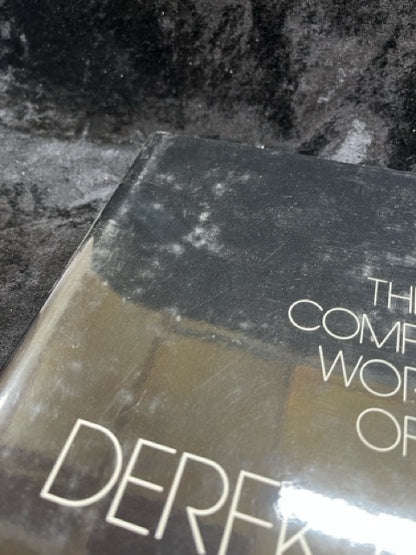 THE
COMP
WOR
OF
DEREK